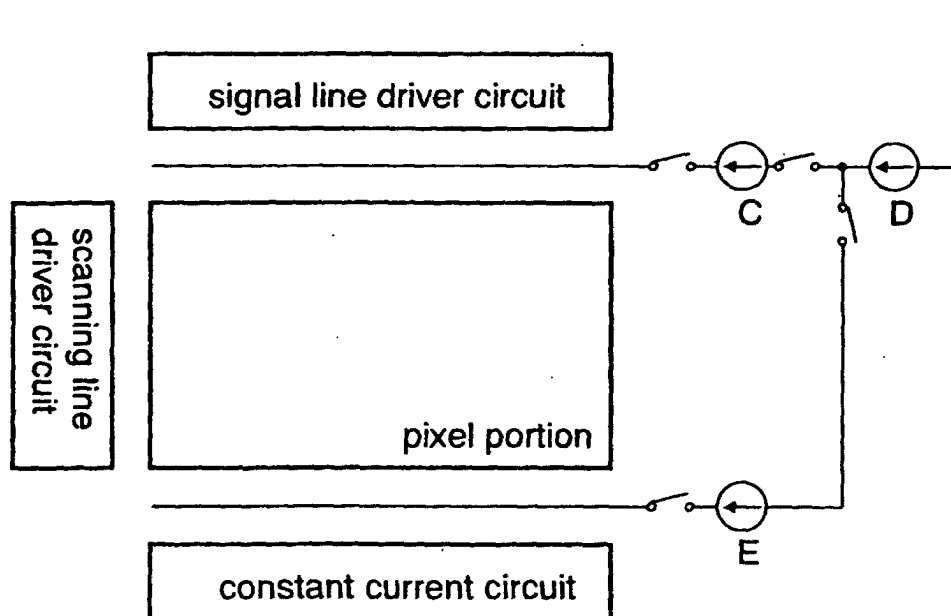 signal line driver circuit
C
D
scanning line
driver circuit
pixel portion
E
constant current circuit